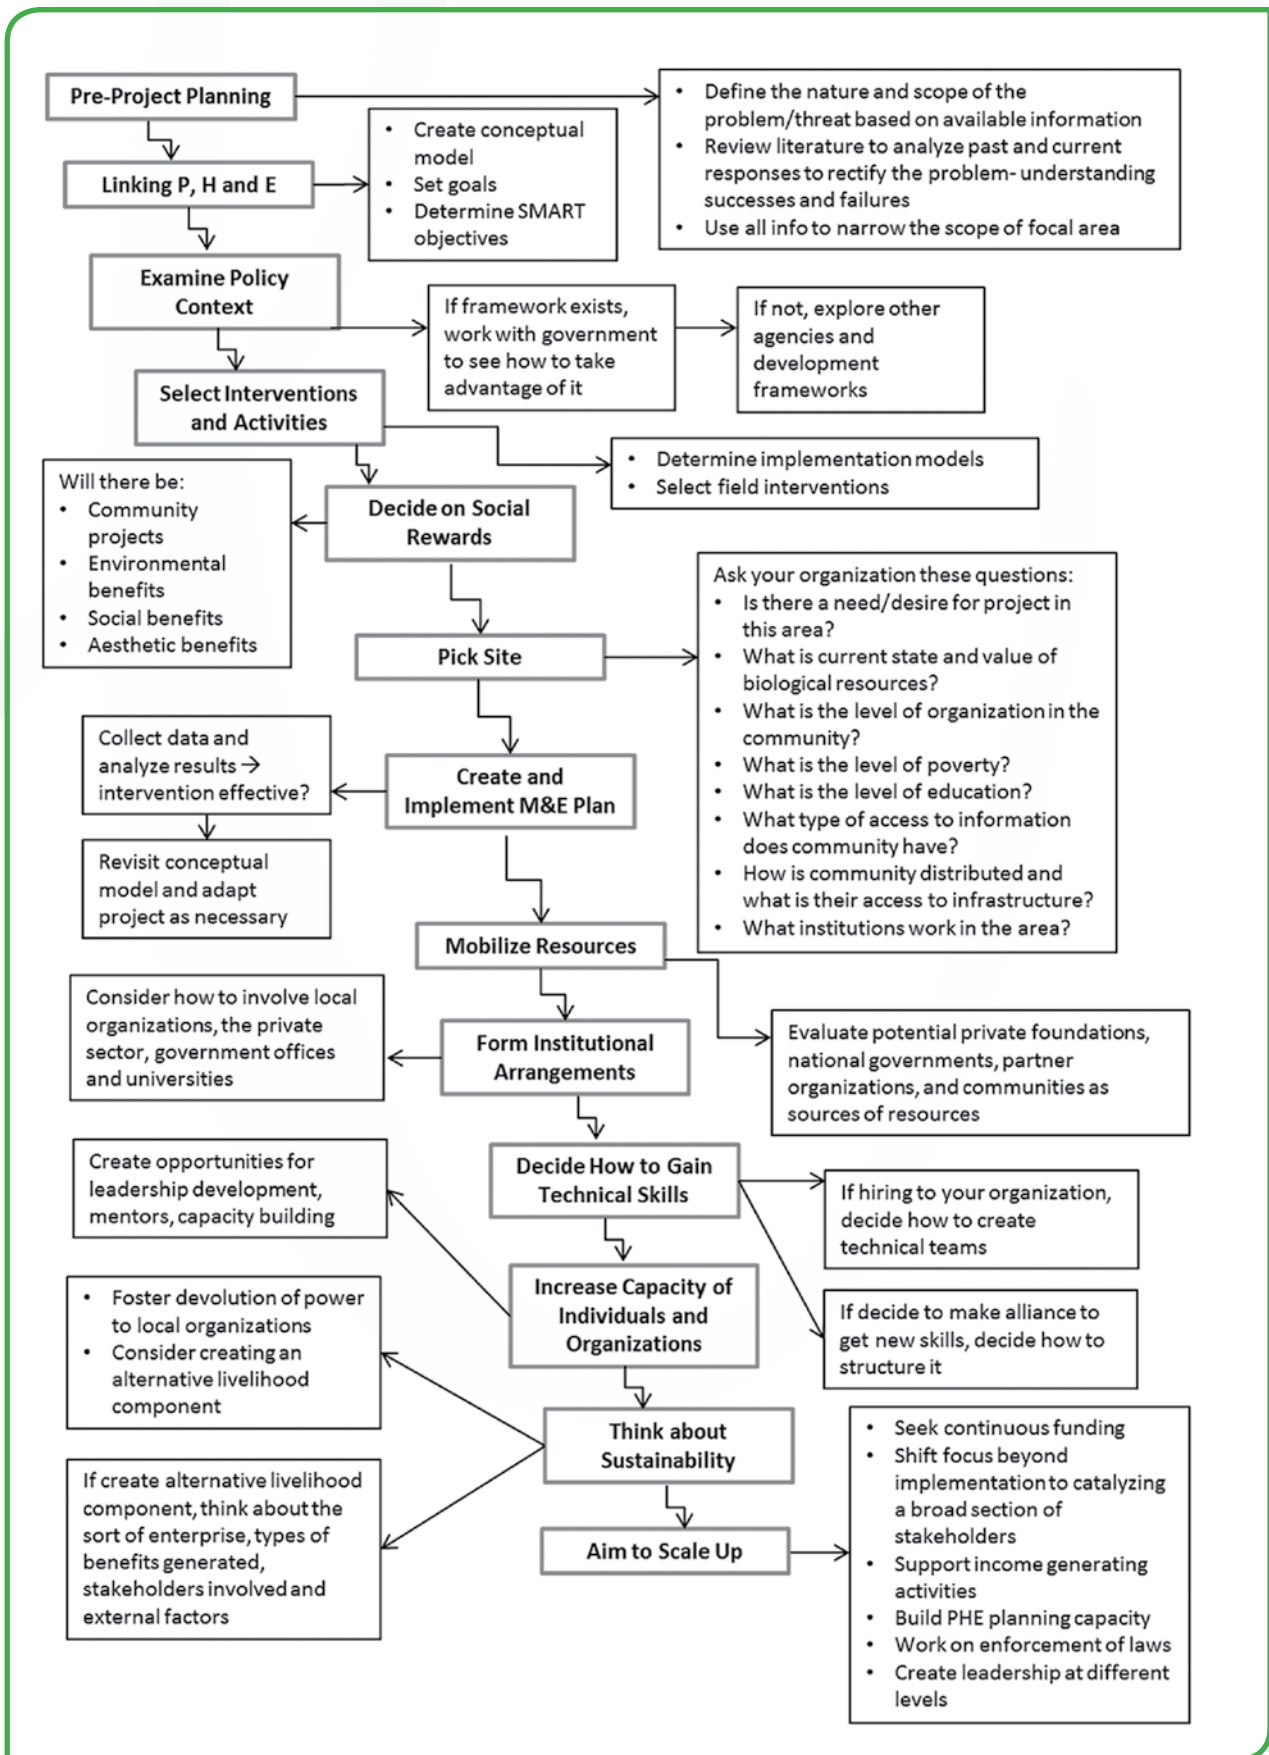 Pre-Project Planning
• Define the nature and scope of the
problem/threat based on available information
• Review literature to analyze past and current
responses to rectify the problem- understanding
successes and failures
• Use all info to narrow the scope of focal area
Linking P, H and E
• Create conceptual
model
• Set goals
• Determine SMART
objectives
Examine Policy
Context
If framework exists,
work with government
to see how to take
advantage of it
If not, explore other
agencies and
development
frameworks
Select Interventions
and Activities
• Determine implementation models
• Select field interventions
Decide on Social
Rewards
Will there be:
• Community
projects
• Environmental
benefits
• Social benefits
• Aesthetic benefits
Pick Site
Ask your organization these questions:
• Is there a need/desire for project in
this area?
• What is current state and value of
biological resources?
• What is the level of organization in the
community?
• What is the level of poverty?
• What is the level of education?
• What type of access to information
does community have?
• How is community distributed and
what is their access to infrastructure?
• What institutions work in the area?
Create and
Implement M&E Plan
Collect data and
analyze results →
intervention effective?
Revisit conceptual
model and adapt
project as necessary
Mobilize Resources
Evaluate potential private foundations,
national governments, partner
organizations, and communities as
sources of resources
Form Institutional
Arrangements
Consider how to involve local
organizations, the private
sector, government offices
and universities
Decide How to Gain
Technical Skills
If hiring to your organization,
decide how to create
technical teams
If decide to make alliance to
get new skills, decide how to
structure it
Increase Capacity of
Individuals and
Organizations
Create opportunities for
leadership development,
mentors, capacity building
Think about
Sustainability
• Foster devolution of power
to local organizations
• Consider creating an
alternative livelihood
component
If create alternative livelihood
component, think about the
sort of enterprise, types of
benefits generated,
stakeholders involved and
external factors
Aim to Scale Up
• Seek continuous funding
• Shift focus beyond
implementation to catalyzing
a broad section of
stakeholders
• Support income generating
activities
• Build PHE planning capacity
• Work on enforcement of laws
• Create leadership at different
levels